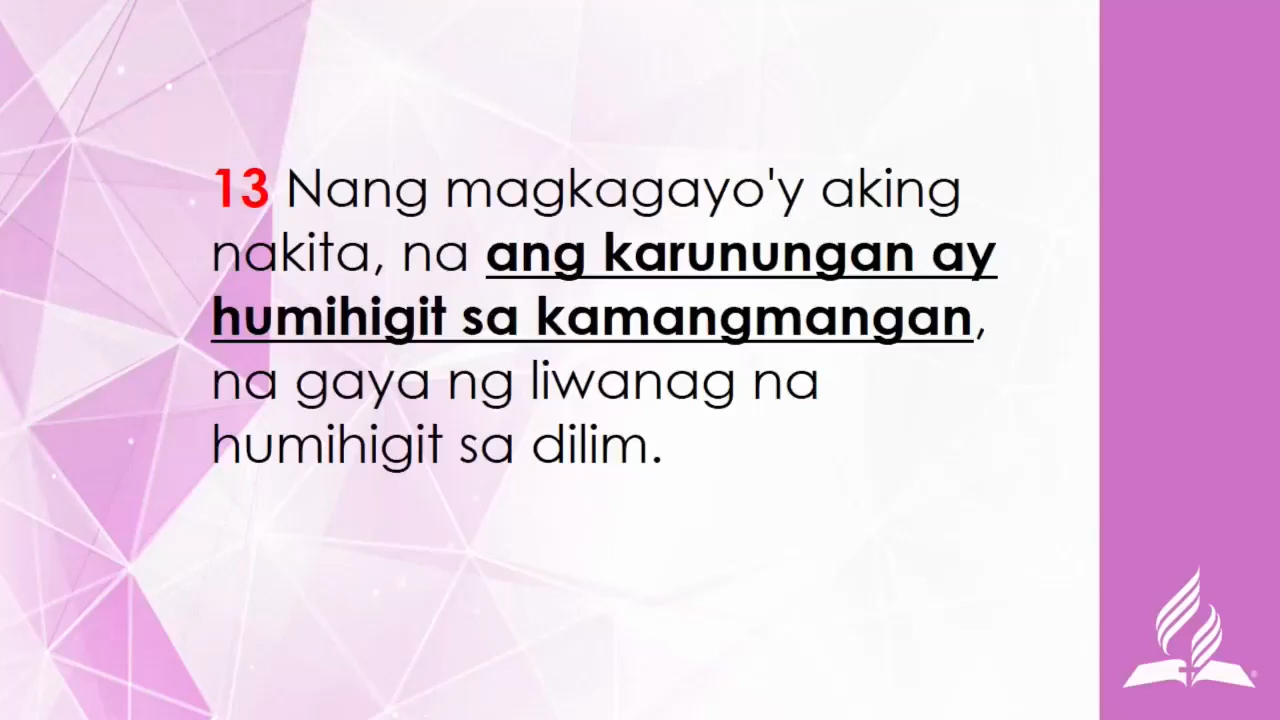 13 Nang magkagayo'y aking
nakita, na ang karunungan ay
humihigit sa kamangmangan,
na gaya ng liwanag na
humihigit sa dilim.